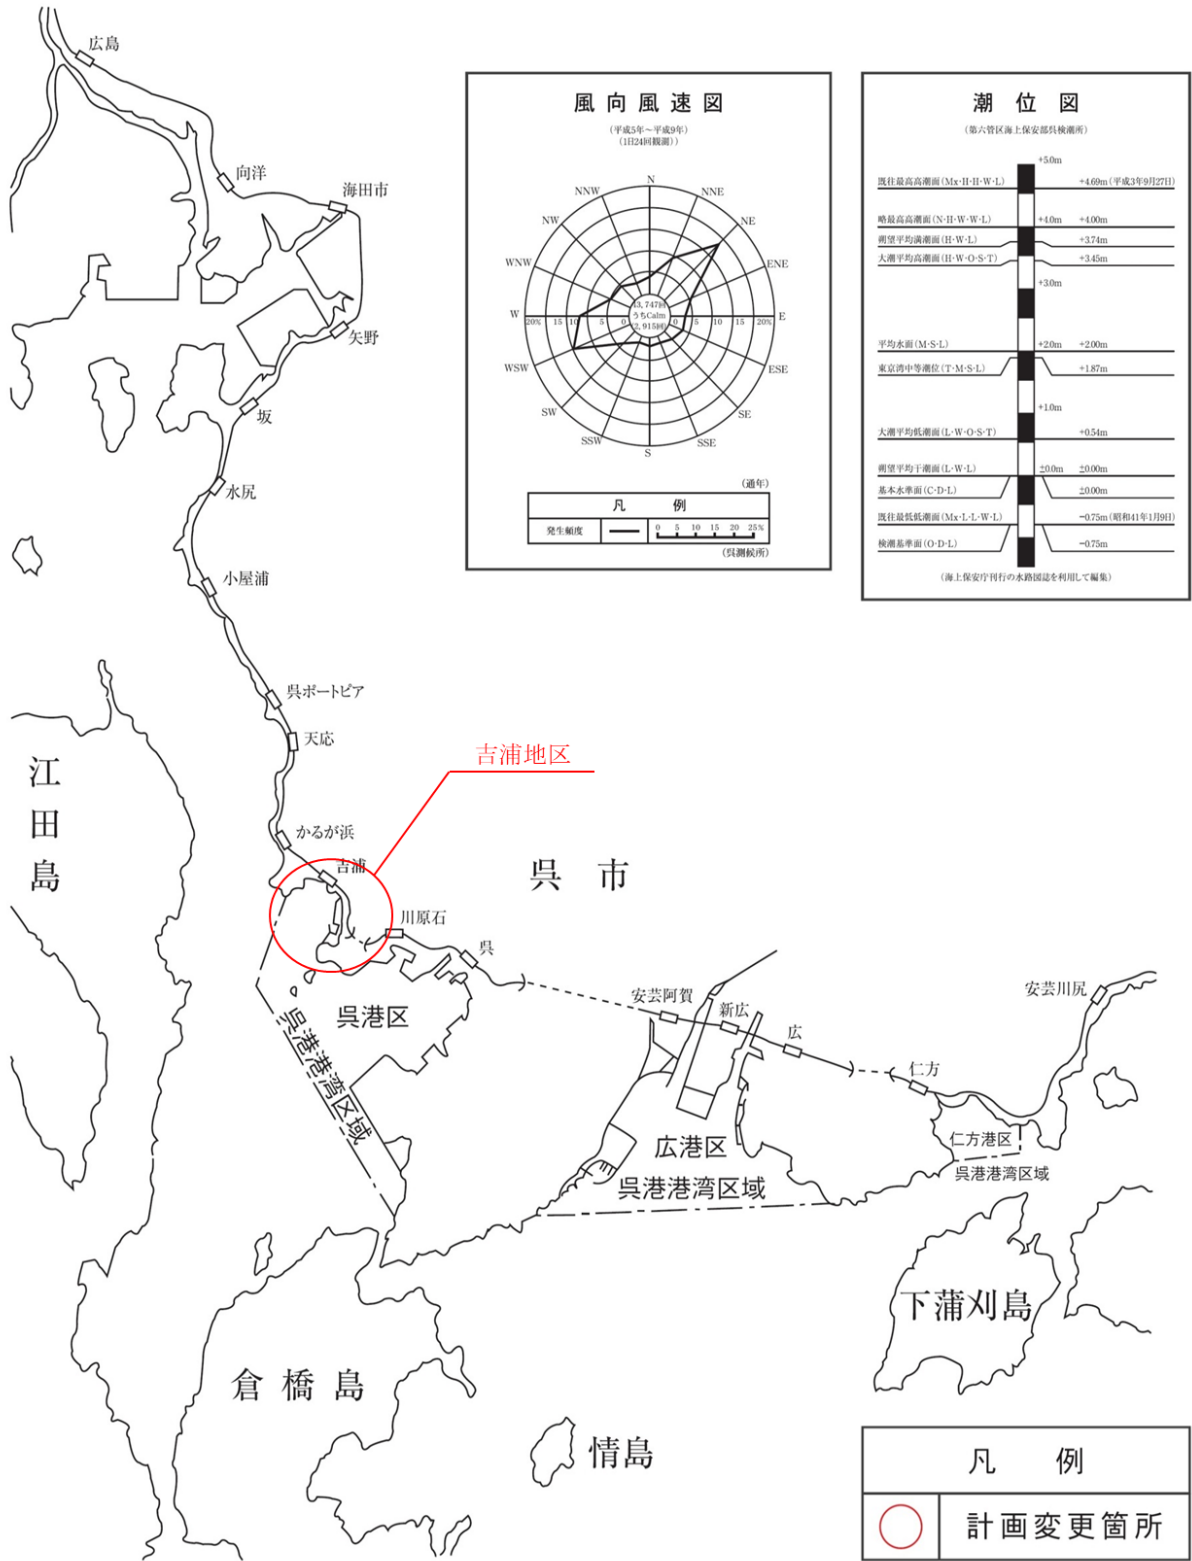 広島
向洋
海田市
矢野
坂
水尻
小屋浦
呉ポートピア
天応
かるが浜
吉浦
川原石
呉
安芸阿賀
新広
広
仁方
安芸川尻
吉浦地区
呉市
江田島
呉港区
呉港港湾区域
広港区
呉港港湾区域
仁方港区
呉港港湾区域
下蒲刈島
倉橋島
情島
風向風速図
(平成5年～平成9年)
(1日24回観測))
N
NNE
NE
ENE
E
ESE
SE
SSE
S
SSW
SW
WSW
W
WNW
NW
NNW
43,747回
うちCalm
(2,915回)
20% 15 10 5 0 0 5 10 15 20%
(通年)
凡例
発生頻度 0 5 10 15 20 25%
(呉測候所)
潮位図
(第六管区海上保安部呉検潮所)
+5.0m
既往最高高潮面(Mx・H・H・W・L) +4.69m(平成3年9月27日)
略最高高潮面(N・H・W・W・L) +4.0m +4.00m
朔望平均満潮面(H・W・L) +3.74m
大潮平均高潮面(H・W・O・S・T) +3.45m
+3.0m
平均水面(M・S・L) +2.0m +2.00m
東京湾中等潮位(T・M・S・L) +1.87m
+1.0m
大潮平均低潮面(L・W・O・S・T) +0.54m
朔望平均干潮面(L・W・L) ±0.0m ±0.00m
基本水準面(C・D・L) ±0.00m
既往最低低潮面(Mx・L・L・W・L) −0.75m(昭和41年1月9日)
検潮基準面(O・D・L) −0.75m
(海上保安庁刊行の水路図誌を利用して編集)
凡例
計画変更箇所